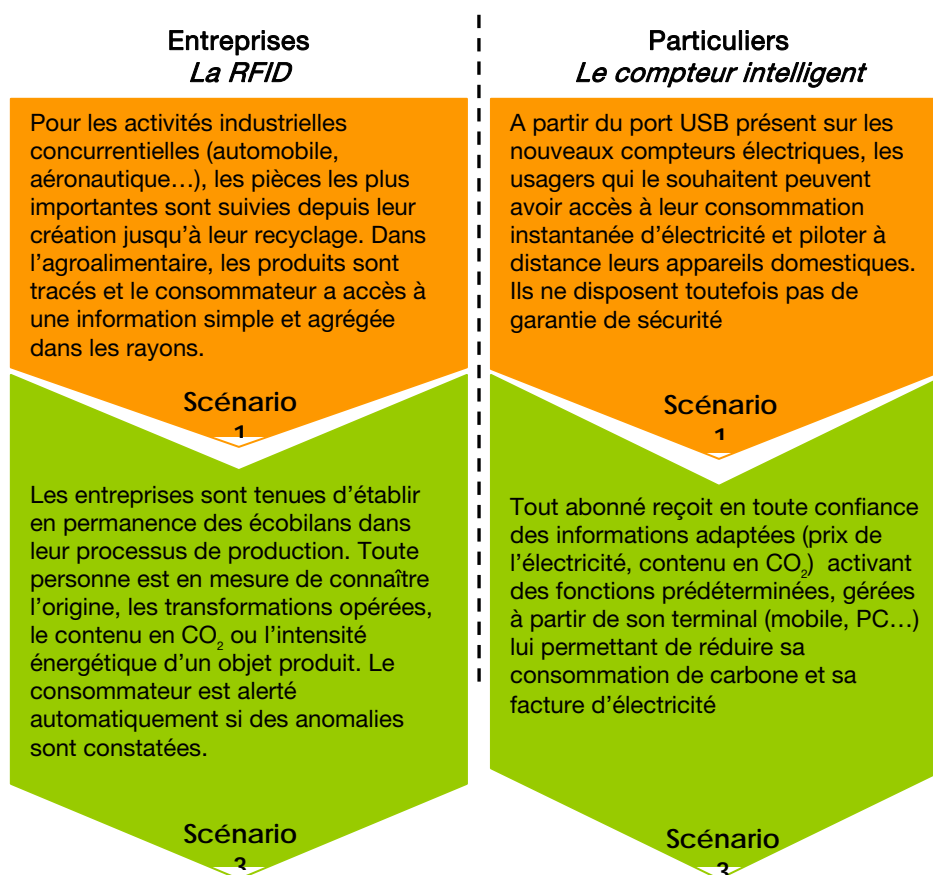 Entreprises
La RFID
Pour les activités industrielles
concurrentielles (automobile,
aéronautique…), les pièces les plus
importantes sont suivies depuis leur
création jusqu’à leur recyclage. Dans
l’agroalimentaire, les produits sont
tracés et le consommateur a accès à
une information simple et agrégée
dans les rayons.
Scénario
1
Les entreprises sont tenues d’établir
en permanence des écobilans dans
leur processus de production. Toute
personne est en mesure de connaître
l’origine, les transformations opérées,
le contenu en CO₂ ou l’intensité
énergétique d’un objet produit. Le
consommateur est alerté
automatiquement si des anomalies
sont constatées.
Scénario
3
Particuliers
Le compteur intelligent
A partir du port USB présent sur les
nouveaux compteurs électriques, les
usagers qui le souhaitent peuvent
avoir accès à leur consommation
instantanée d’électricité et piloter à
distance leurs appareils domestiques.
Ils ne disposent toutefois pas de
garantie de sécurité
Scénario
1
Tout abonné reçoit en toute confiance
des informations adaptées (prix de
l’électricité, contenu en CO₂) activant
des fonctions prédéterminées, gérées
à partir de son terminal (mobile, PC…)
lui permettant de réduire sa
consommation de carbone et sa
facture d’électricité
Scénario
3